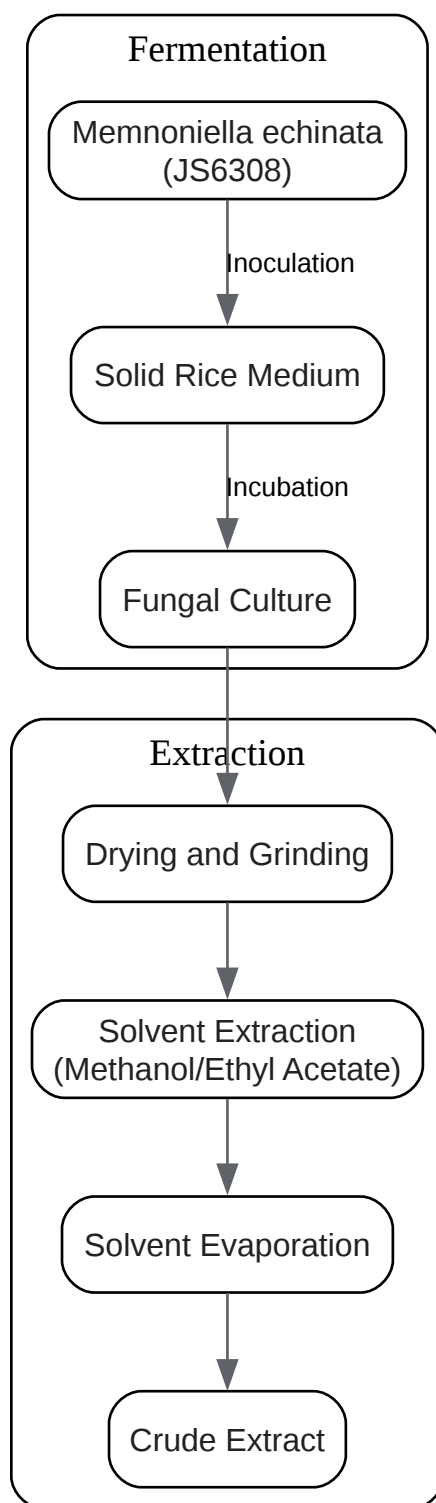 Fermentation
Memnoniella echinata
(JS6308)
Inoculation
Solid Rice Medium
Incubation
Fungal Culture
Extraction
Drying and Grinding
Solvent Extraction
(Methanol/Ethyl Acetate)
Solvent Evaporation
Crude Extract